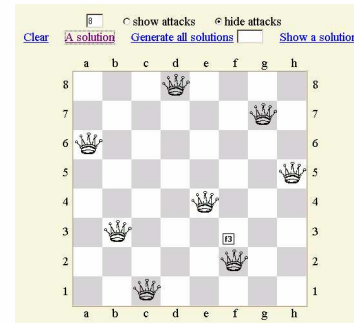 8 show attacks hide attacks
Clear A solution Generate all solutions Show a solution
a b c d e f g h
8 8
7 7
6 6
5 5
4 4
3 f3 3
2 2
1 1
a b c d e f g h